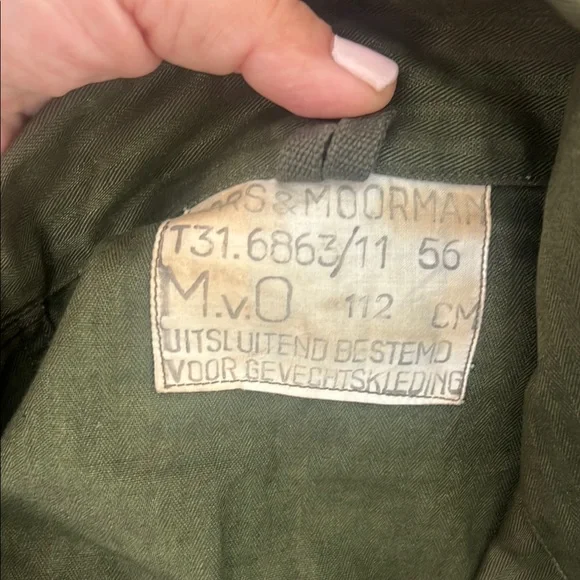 & MOORMAN
T31.6863/11 56
M.v.O 112 CM
UITSLUITEND BESTEMD
VOOR GEVECHTSKLEDING